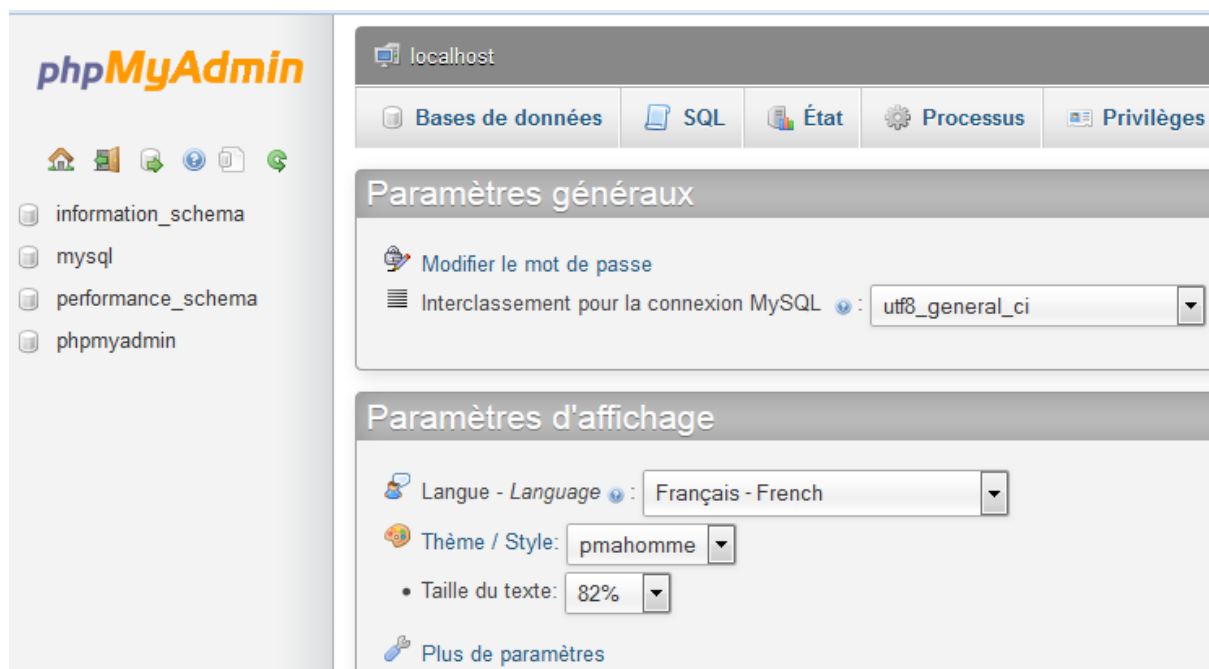 phpMyAdmin
information_schema
mysql
performance_schema
phpmyadmin
localhost
Bases de données SQL État Processus Privilèges
Paramètres généraux
Modifier le mot de passe
Interclassement pour la connexion MySQL : utf8_general_ci
Paramètres d'affichage
Langue - Language : Français - French
Thème / Style: pmahomme
• Taille du texte: 82%
Plus de paramètres